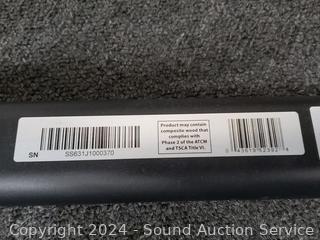 Product may contain
composite wood that
complies with
Phase 2 of the ATCM
and TSCA Title VI.
SN SS631J1000370
Copyright 2024 - Sound Auction Service